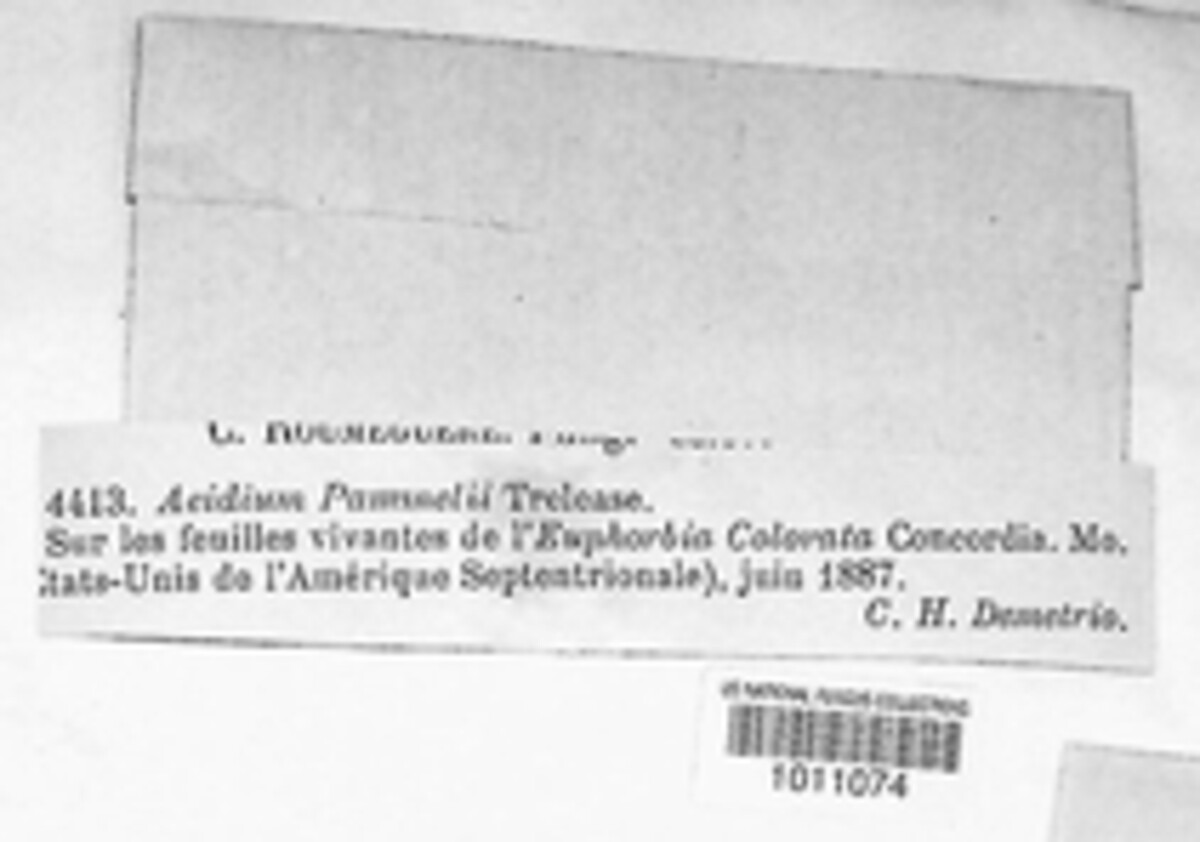 4413. Æcidium Pammelii Trelease.
Sur les feuilles vivantes de l'Euphorbia Colorata Concordia. Mo.
États-Unis de l'Amérique Septentrionale), juin 1887.
C. H. Demetrio.
US NATIONAL FUNGUS COLLECTIONS
1011074